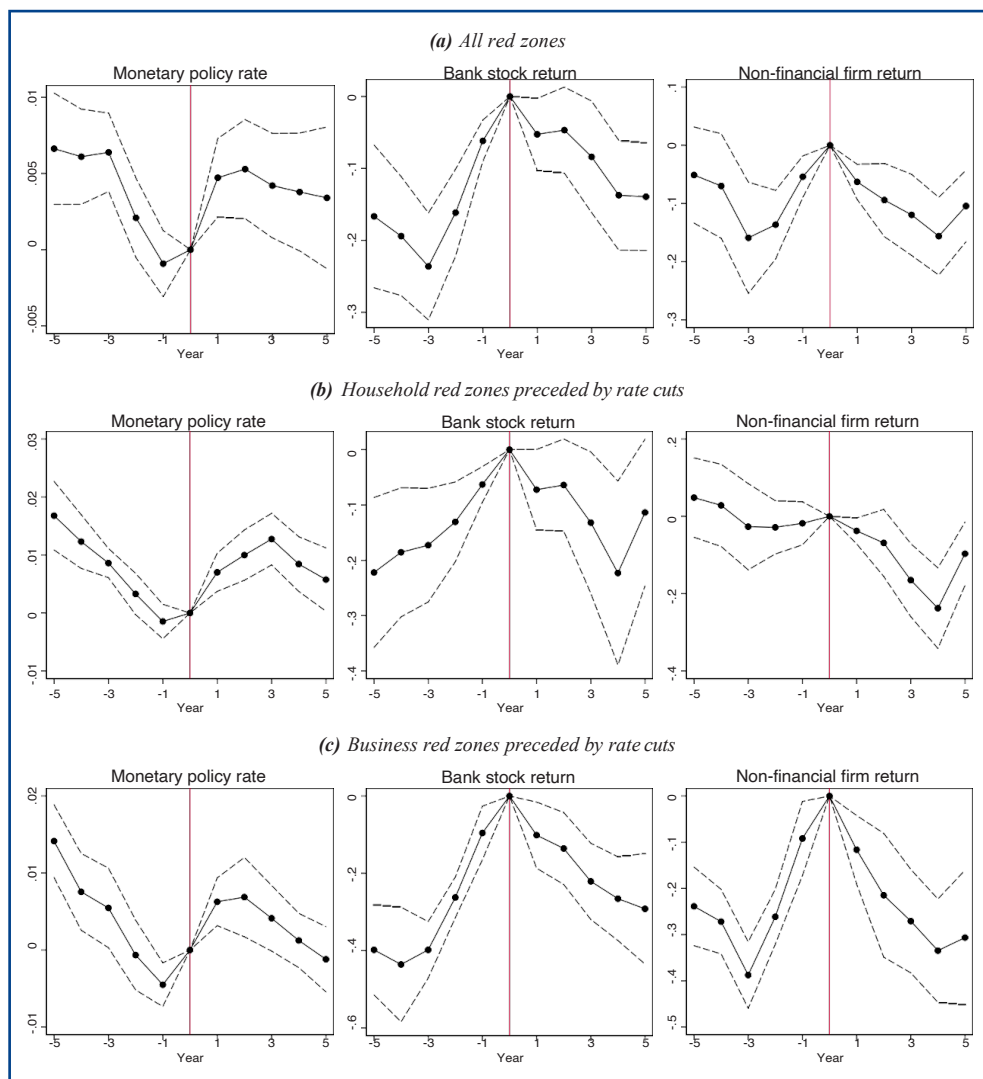 (a) All red zones
Monetary policy rate
.01
.005
0
-.005
-5 -3 -1 1 3 5
Year
Bank stock return
0
-.1
-.2
-.3
-5 -3 -1 1 3 5
Year
Non-financial firm return
.1
0
-.1
-.2
-.3
-5 -3 -1 1 3 5
Year
(b) Household red zones preceded by rate cuts
Monetary policy rate
.03
.02
.01
0
-.01
-5 -3 -1 1 3 5
Year
Bank stock return
0
-.1
-.2
-.3
-.4
-5 -3 -1 1 3 5
Year
Non-financial firm return
.2
0
-.2
-.4
-5 -3 -1 1 3 5
Year
(c) Business red zones preceded by rate cuts
Monetary policy rate
.02
.01
0
-.01
-5 -3 -1 1 3 5
Year
Bank stock return
0
-.2
-.4
-.6
-5 -3 -1 1 3 5
Year
Non-financial firm return
0
-.1
-.2
-.3
-.4
-.5
-5 -3 -1 1 3 5
Year